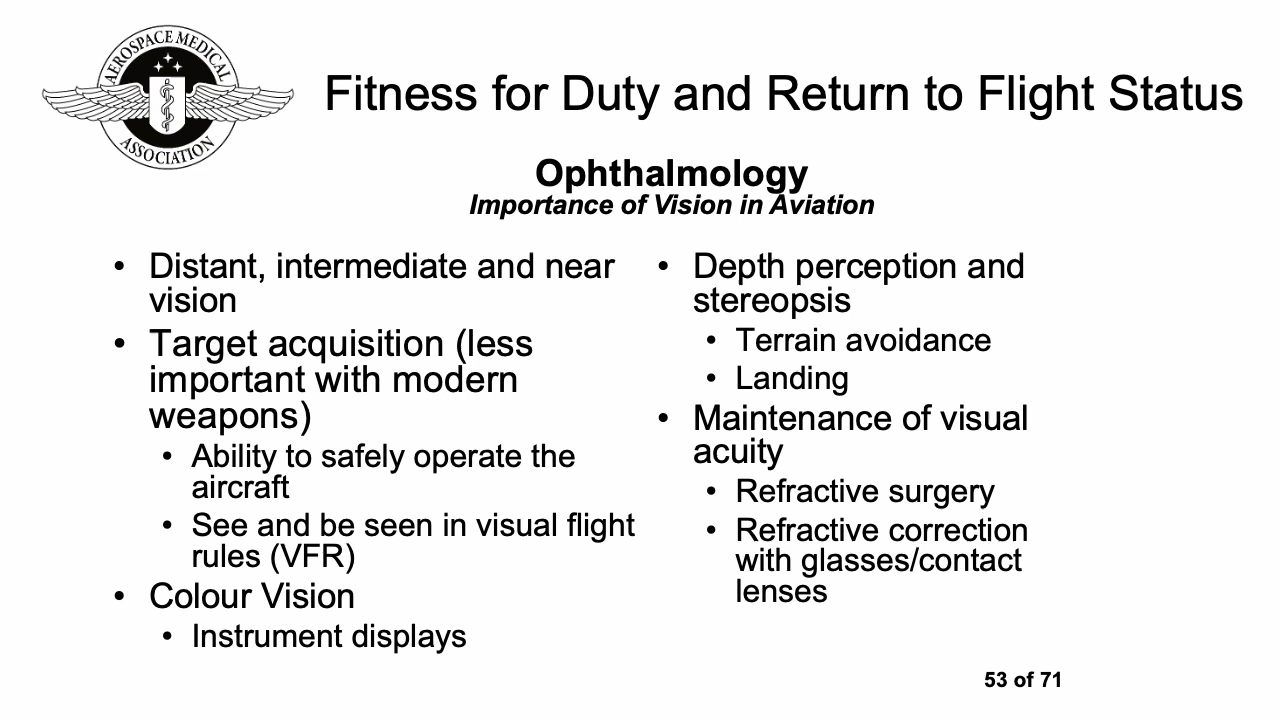 AEROSPACE MEDICAL
ASSOCIATION
Fitness for Duty and Return to Flight Status
Ophthalmology
Importance of Vision in Aviation
• Distant, intermediate and near
vision
• Target acquisition (less
important with modern
weapons)
• Ability to safely operate the
aircraft
• See and be seen in visual flight
rules (VFR)
• Colour Vision
• Instrument displays
• Depth perception and
stereopsis
• Terrain avoidance
• Landing
• Maintenance of visual
acuity
• Refractive surgery
• Refractive correction
with glasses/contact
lenses
53 of 71